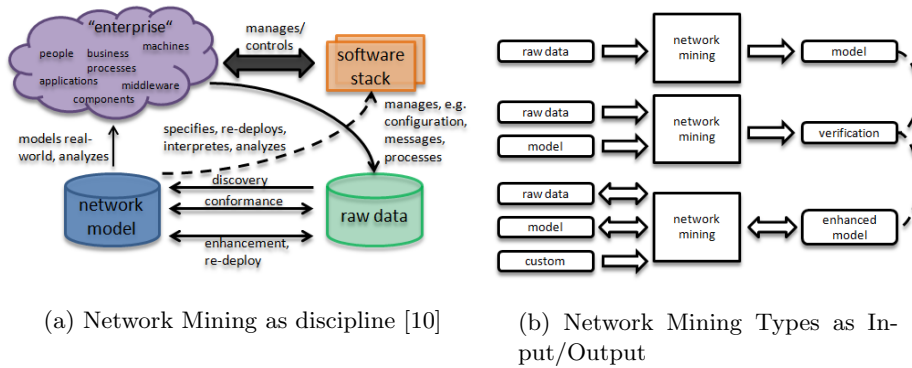 "enterprise"
people
business
processes
machines
applications
middleware
components
manages/
controls
software
stack
models real-
world, analyzes
specifies, re-deploys,
interpretes, analyzes
manages, e.g.
configuration,
messages,
processes
network
model
discovery
conformance
enhancement,
re-deploy
raw data
(a) Network Mining as discipline [10]
raw data
network
mining
model
raw data
model
network
mining
verification
raw data
model
custom
network
mining
enhanced
model
(b) Network Mining Types as In-
put/Output